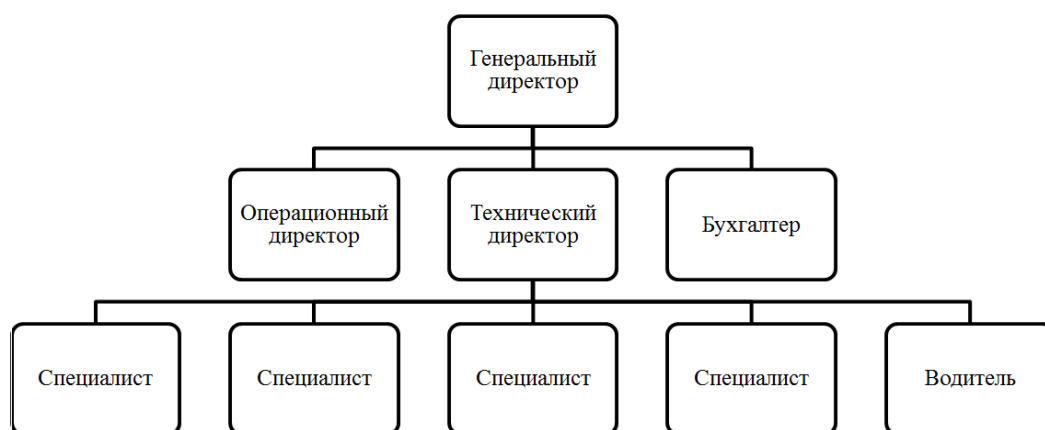 Генеральный
директор
Операционный
директор
Технический
директор
Бухгалтер
Специалист
Специалист
Специалист
Специалист
Водитель